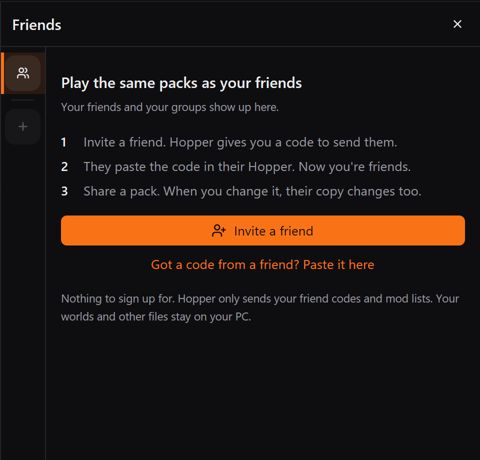 Friends
Play the same packs as your friends
Your friends and your groups show up here.
1 Invite a friend. Hopper gives you a code to send them.
2 They paste the code in their Hopper. Now you're friends.
3 Share a pack. When you change it, their copy changes too.
Invite a friend
Got a code from a friend? Paste it here
Nothing to sign up for. Hopper only sends your friend codes and mod lists. Your
worlds and other files stay on your PC.